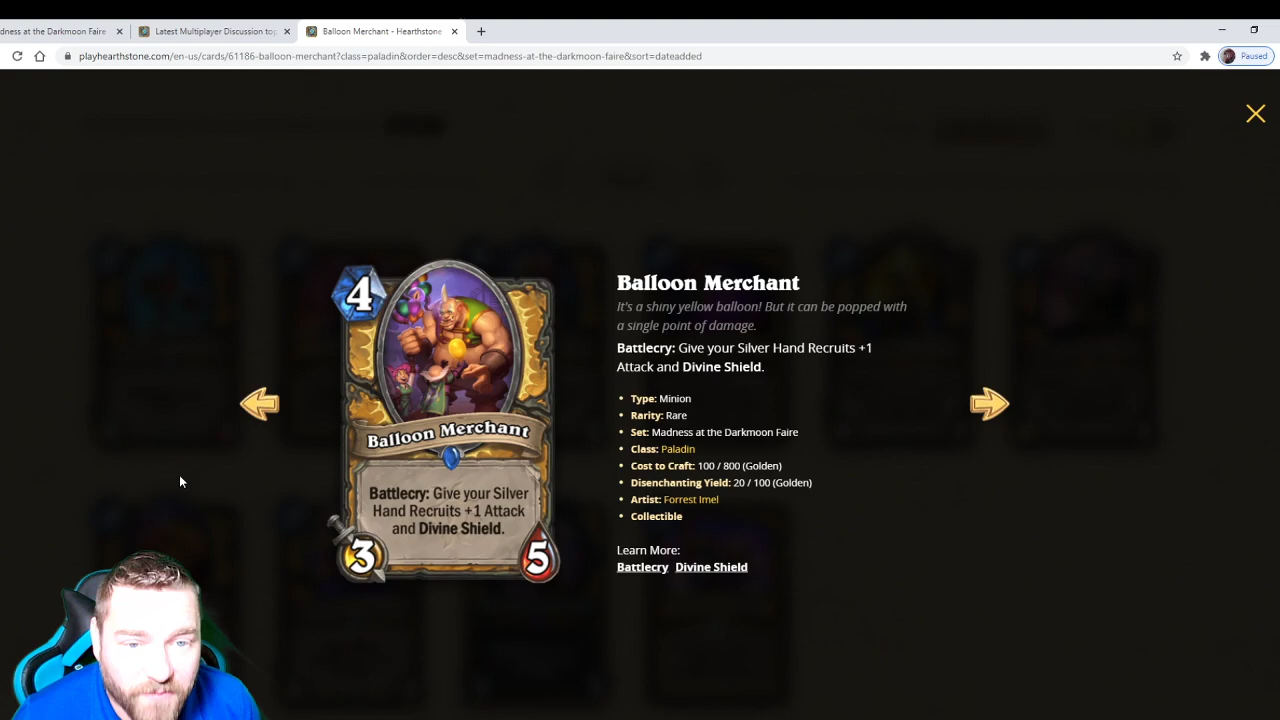 dness at the Darkmoon Faire
Latest Multiplayer Discussion top
Balloon Merchant - Hearthstone
playhearthstone.com/en-us/cards/61186-balloon-merchant?class=paladin&order=desc&set=madness-at-the-darkmoon-faire&sort=dateadded
Paused
4
Balloon Merchant
Battlecry: Give your Silver
Hand Recruits +1 Attack
and Divine Shield.
3
5
Balloon Merchant
It's a shiny yellow balloon! But it can be popped with
a single point of damage.
Battlecry: Give your Silver Hand Recruits +1
Attack and Divine Shield.
Type: Minion
Rarity: Rare
Set: Madness at the Darkmoon Faire
Class: Paladin
Cost to Craft: 100 / 800 (Golden)
Disenchanting Yield: 20 / 100 (Golden)
Artist: Forrest Imel
Collectible
Learn More:
Battlecry Divine Shield